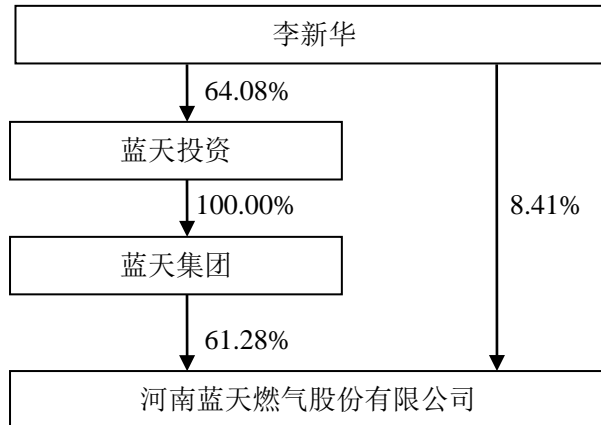 李新华
64.08%
蓝天投资
100.00%
8.41%
蓝天集团
61.28%
河南蓝天燃气股份有限公司